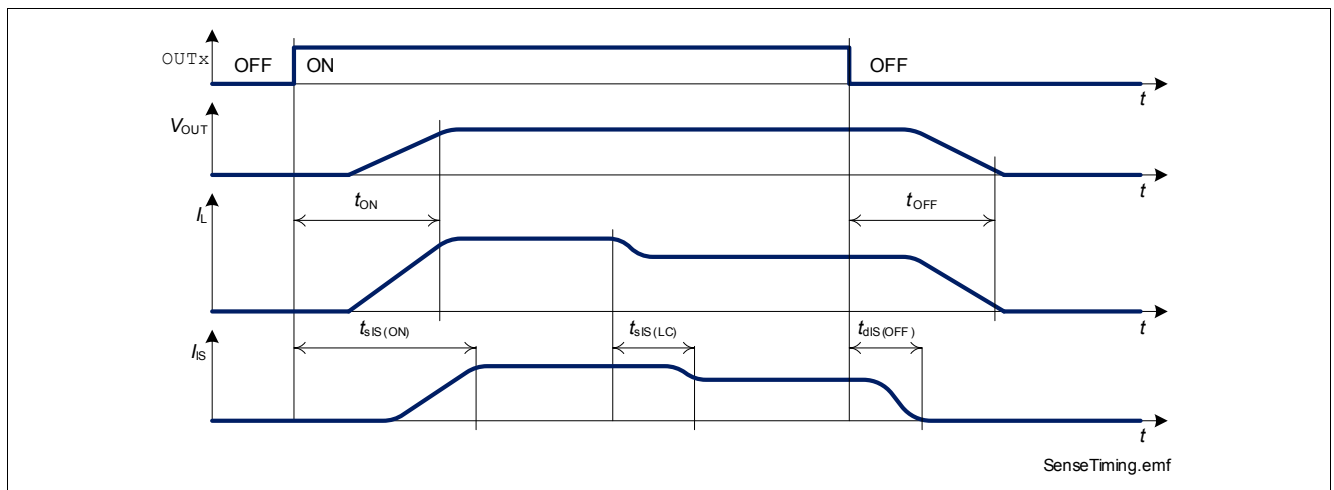 OUTx
OFF
ON
OFF
t
VOUT
t
tON
tOFF
IL
t
tsIS(ON)
tsIS(LC)
tdIS(OFF)
IIS
t
SenseTiming.emf